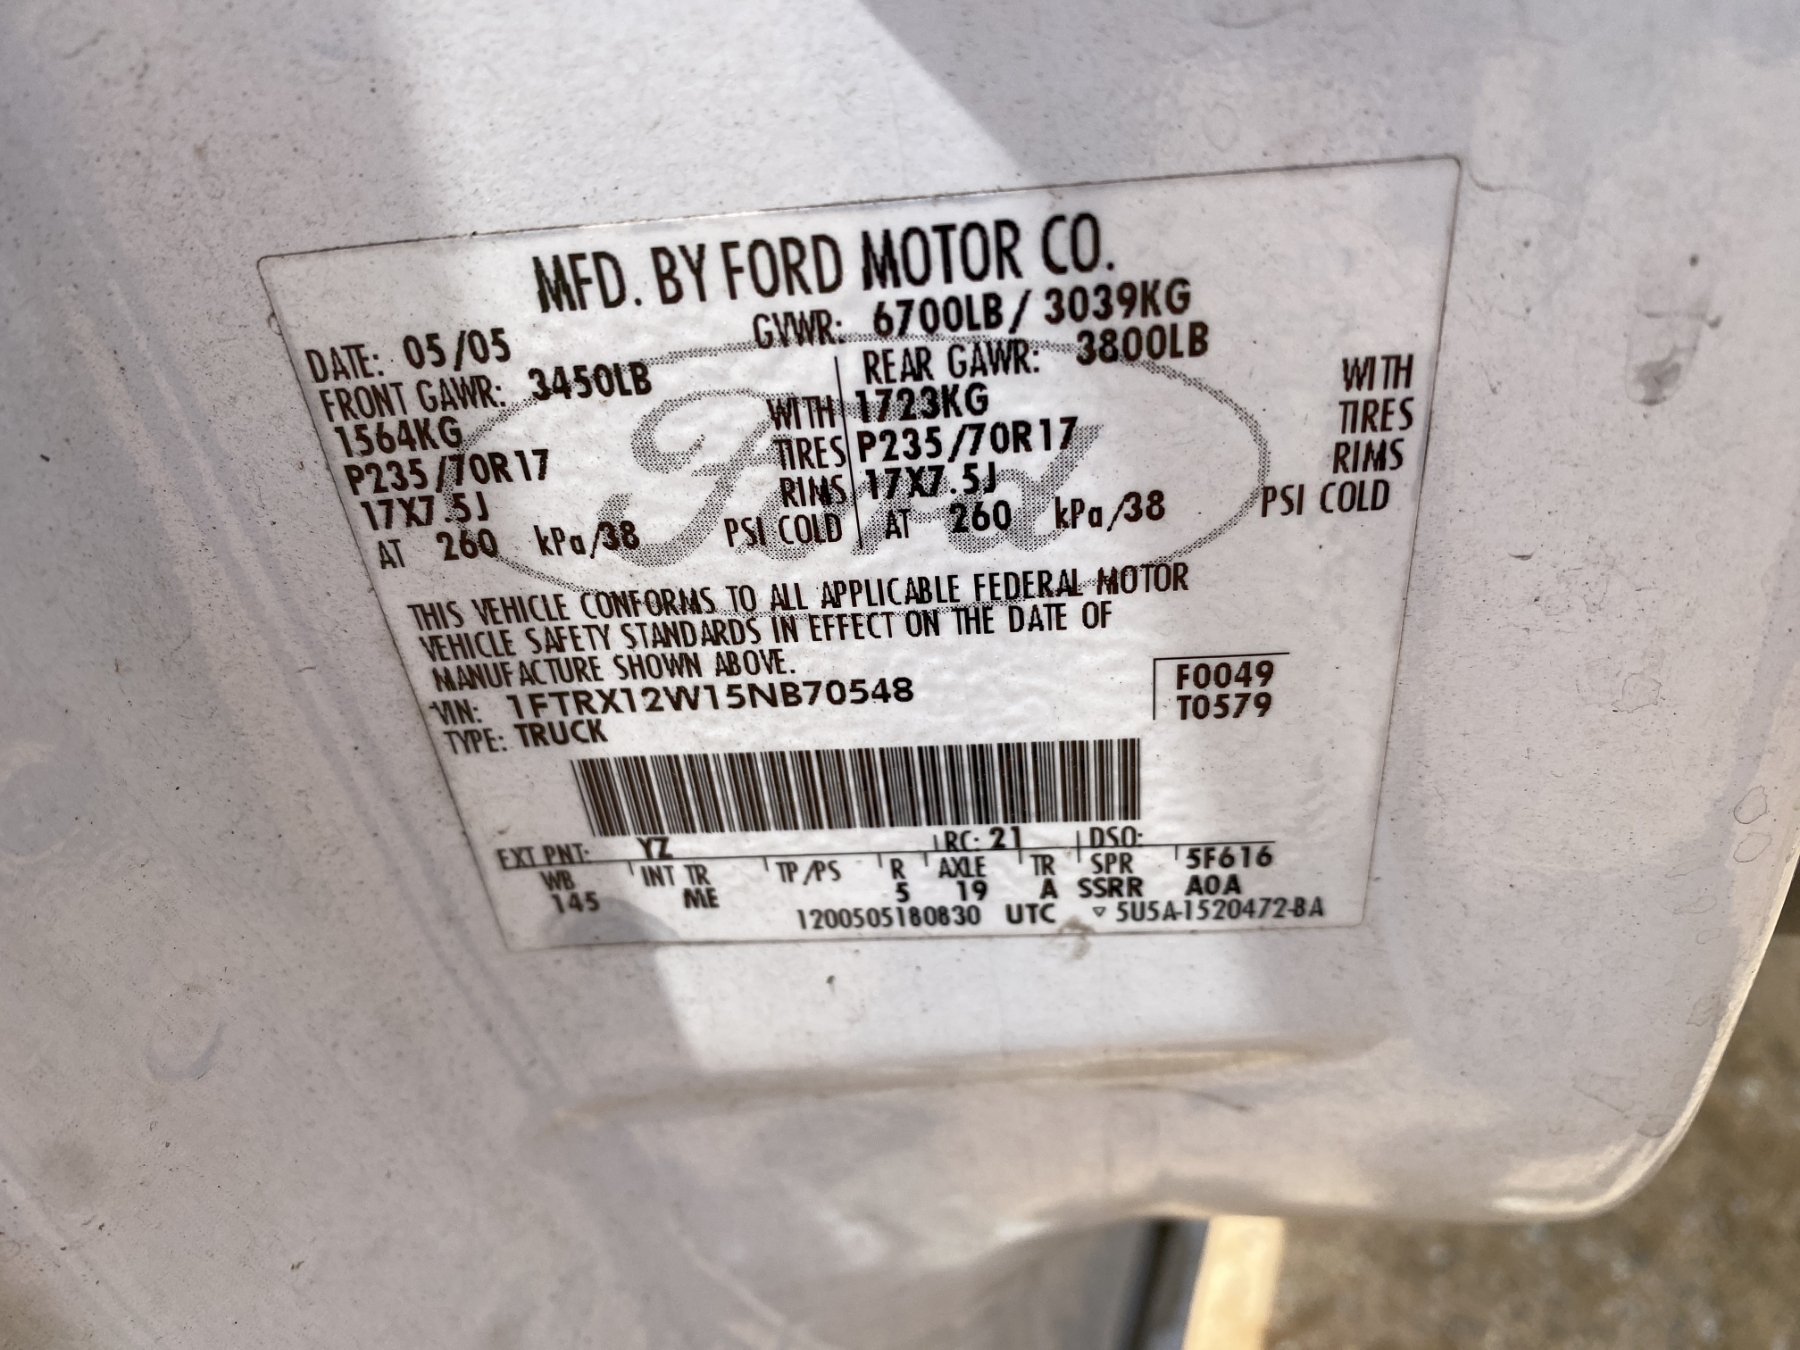 MFD. BY FORD MOTOR CO.
DATE: 05/05 GVWR: 6700LB / 3039KG
FRONT GAWR: 3450LB REAR GAWR: 3800LB
1564KG WITH 1723KG WITH
P235/70R17 TIRES P235/70R17 TIRES
17X7.5J RIMS 17X7.5J RIMS
AT 260 kPa/38 PSI COLD AT 260 kPa/38 PSI COLD
Ford
THIS VEHICLE CONFORMS TO ALL APPLICABLE FEDERAL MOTOR
VEHICLE SAFETY STANDARDS IN EFFECT ON THE DATE OF
MANUFACTURE SHOWN ABOVE.
VIN: 1FTRX12W15NB70548 F0049
TYPE: TRUCK T0579
EXT PNT: YZ RC: 21 DSO:
WB INT TR TP/PS R AXLE TR SPR 5F616
145 ME 5 19 A SSRR A0A
1200505180830 UTC ▽ 5U5A-1520472-BA